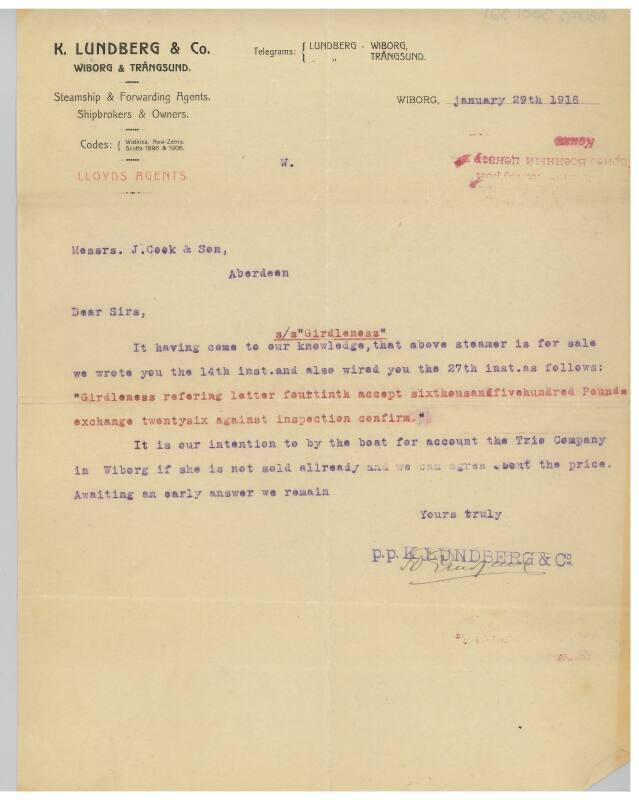 K. LUNDBERG & Co.
WIBORG & TRÅNGSUND.
Steamship & Forwarding Agents.
Shipbrokers & Owners.
Codes: { Watkins, New-Zebra
Scotts 1896 & 1906.
LLOYDS AGENTS.
Telegrams: { LUNDBERG - WIBORG,
„ TRÅNGSUND.
WIBORG, january 29th 1916
W.
Messrs. J.Cook & Son,
Aberdeen
Dear Sirs,
s/s"Girdleness"
It having come to our knowledge,that above steamer is for sale
we wrote you the 14th inst.and also wired you the 27th inst.as follows:
"Girdleness refering letter fourtinth accept sixthousandfivehundred Pounds
exchange twentysix against inspection confirm."
It is our intention to by the boat for account the Trio Company
in Wiborg if she is not sold allready and we can agree about the price.
Awaiting an early answer we remain
Yours truly
p.p. K. LUNDBERG & Co.